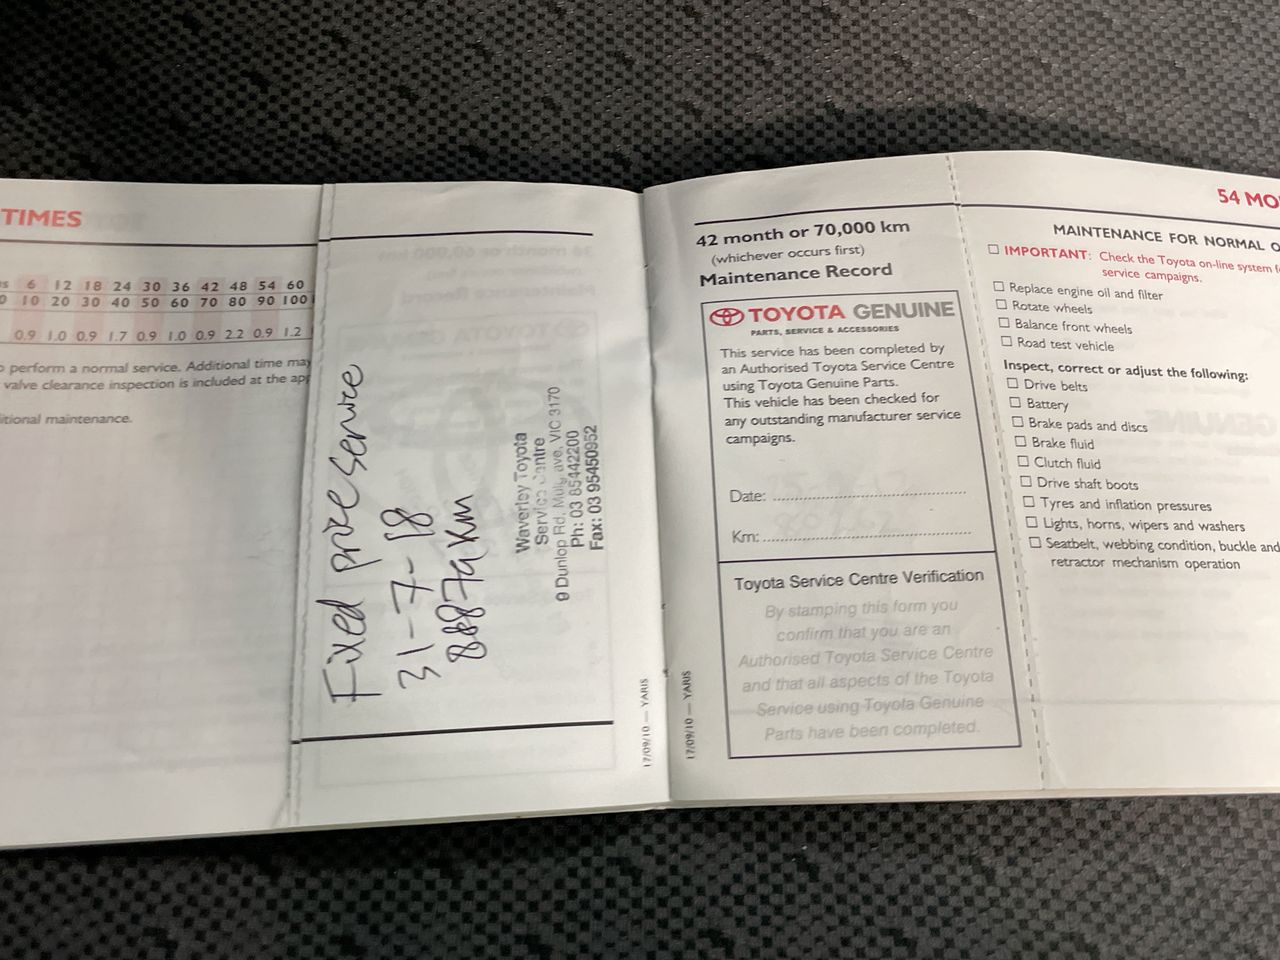 TIMES
6 12 18 24 30 36 42 48 54 60
10 20 30 40 50 60 70 80 90 100
0.9 1.0 0.9 1.7 0.9 1.0 0.9 2.2 0.9 1.2
perform a normal service. Additional time may
valve clearance inspection is included at the
maintenance.
Fixed price service
31-7-18
88879km
Waverley Toyota
Service Centre
9 Dunlop Rd, Mulg. ave, VIC 3170
Ph: 03 85442200
Fax: 03 95450952
17/09/10 — YARIS
17/09/10 — YARIS
42 month or 70,000 km
(whichever occurs first)
Maintenance Record
TOYOTA GENUINE
PARTS, SERVICE & ACCESSORIES
This service has been completed by
an Authorised Toyota Service Centre
using Toyota Genuine Parts.
This vehicle has been checked for
any outstanding manufacturer service
campaigns.
Date:
Km:
Toyota Service Centre Verification
By stamping this form you
confirm that you are an
Authorised Toyota Service Centre
and that all aspects of the Toyota
Service using Toyota Genuine
Parts have been completed.
54 MO
MAINTENANCE FOR NORMAL O
IMPORTANT: Check the Toyota on-line system
service campaigns.
Replace engine oil and filter
Rotate wheels
Balance front wheels
Road test vehicle
Inspect, correct or adjust the following:
Drive belts
Battery
Brake pads and discs
Brake fluid
Clutch fluid
Drive shaft boots
Tyres and inflation pressures
Lights, horns, wipers and washers
Seatbelt, webbing condition, buckle and
retractor mechanism operation